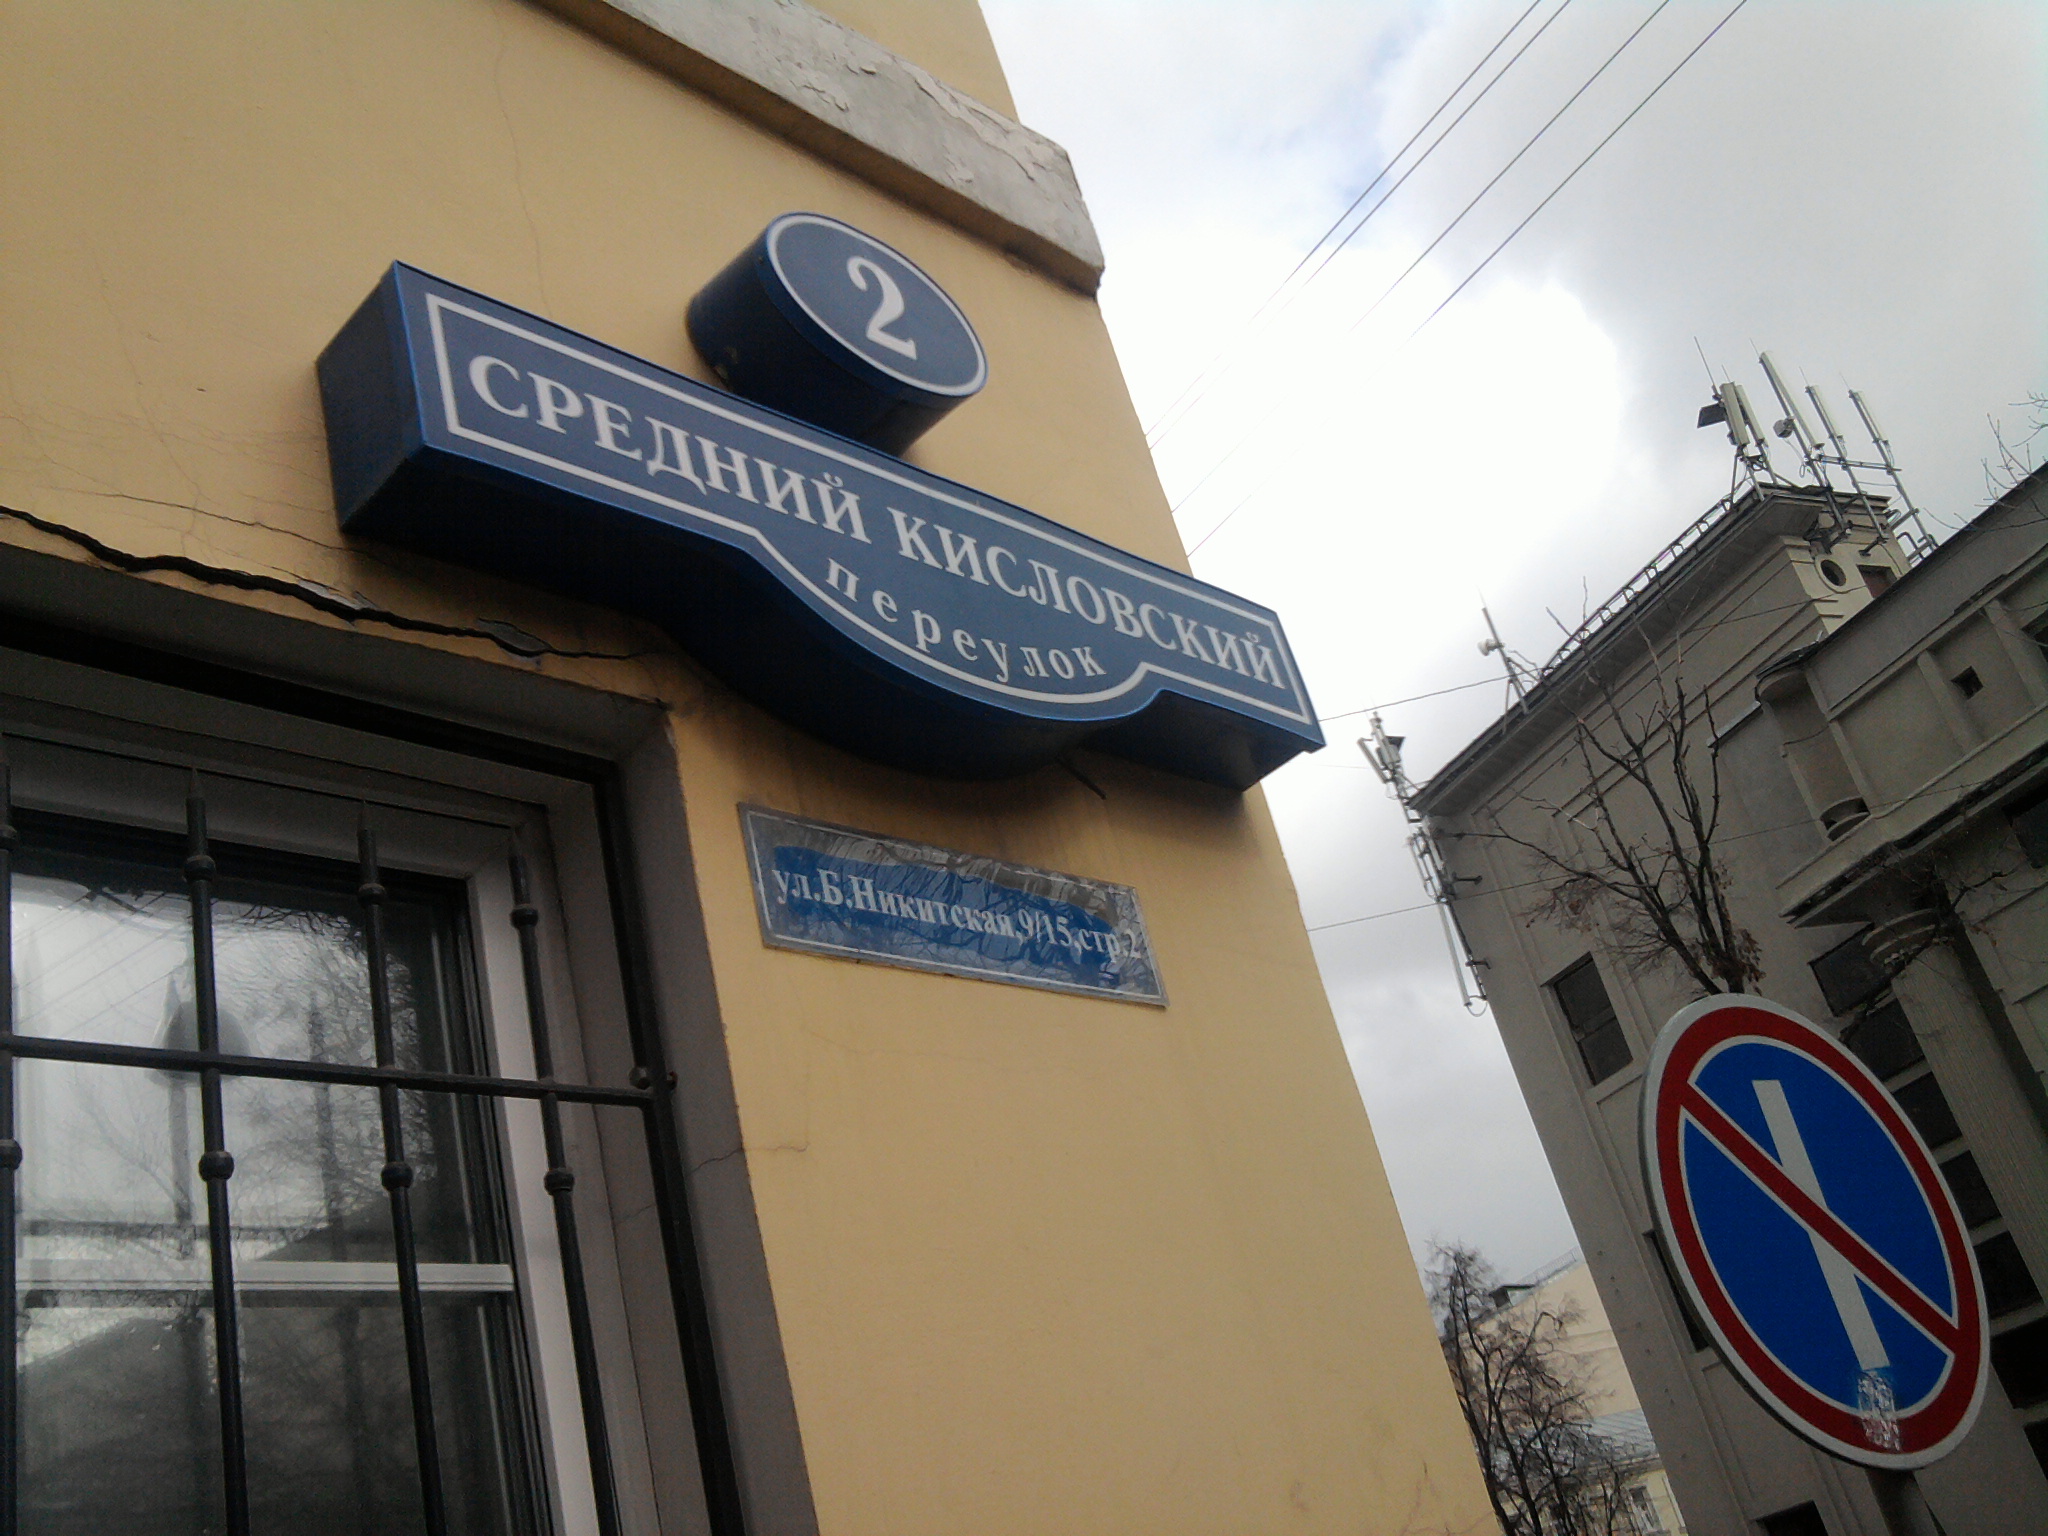 2
СРЕДНИЙ КИСЛОВСКИЙ
переулок
ул.Б.Никитская,9/15,стр.2